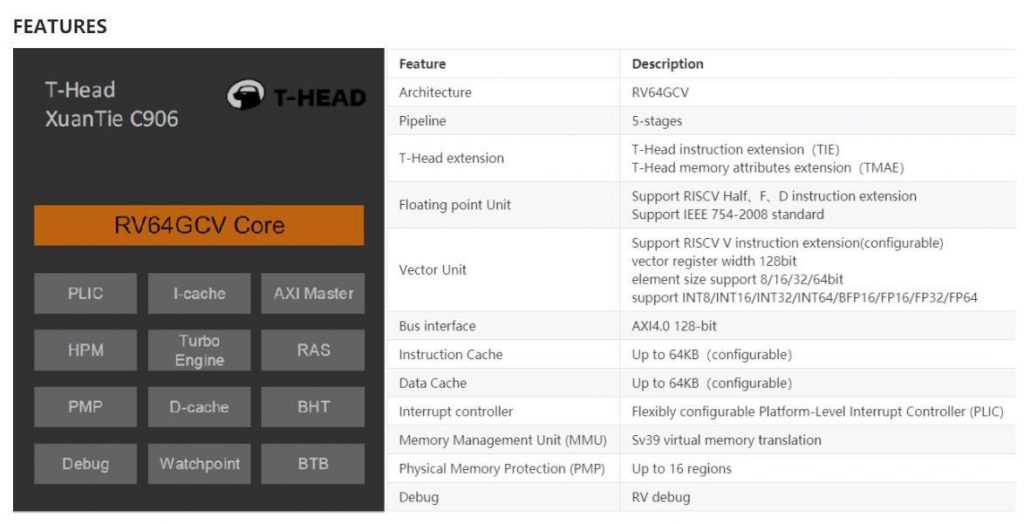 FEATURES
T-Head
XuanTie C906
T-HEAD
RV64GCV Core
PLIC
I-cache
AXI Master
HPM
Turbo
Engine
RAS
PMP
D-cache
BHT
Debug
Watchpoint
BTB
Feature Description
Architecture RV64GCV
Pipeline 5-stages
T-Head extension
T-Head instruction extension（TIE）
T-Head memory attributes extension（TMAE）
Floating point Unit
Support RISCV Half、F、D instruction extension
Support IEEE 754-2008 standard
Vector Unit
Support RISCV V instruction extension(configurable)
vector register width 128bit
element size support 8/16/32/64bit
support INT8/INT16/INT32/INT64/BFP16/FP16/FP32/FP64
Bus interface AXI4.0 128-bit
Instruction Cache Up to 64KB（configurable）
Data Cache Up to 64KB（configurable）
Interrupt controller Flexibly configurable Platform-Level Interrupt Controller (PLIC)
Memory Management Unit (MMU) Sv39 virtual memory translation
Physical Memory Protection (PMP) Up to 16 regions
Debug RV debug